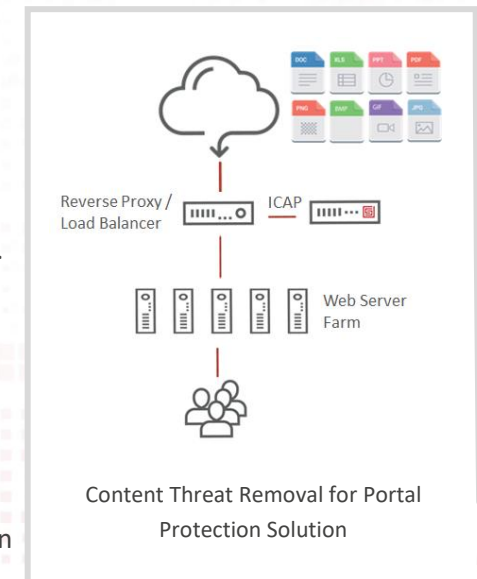 DOC XLS PPT PDF
PNG BMP GIF JPG
Reverse Proxy / ICAP
Load Balancer
Web Server
Farm
Content Threat Removal for Portal
Protection Solution
n